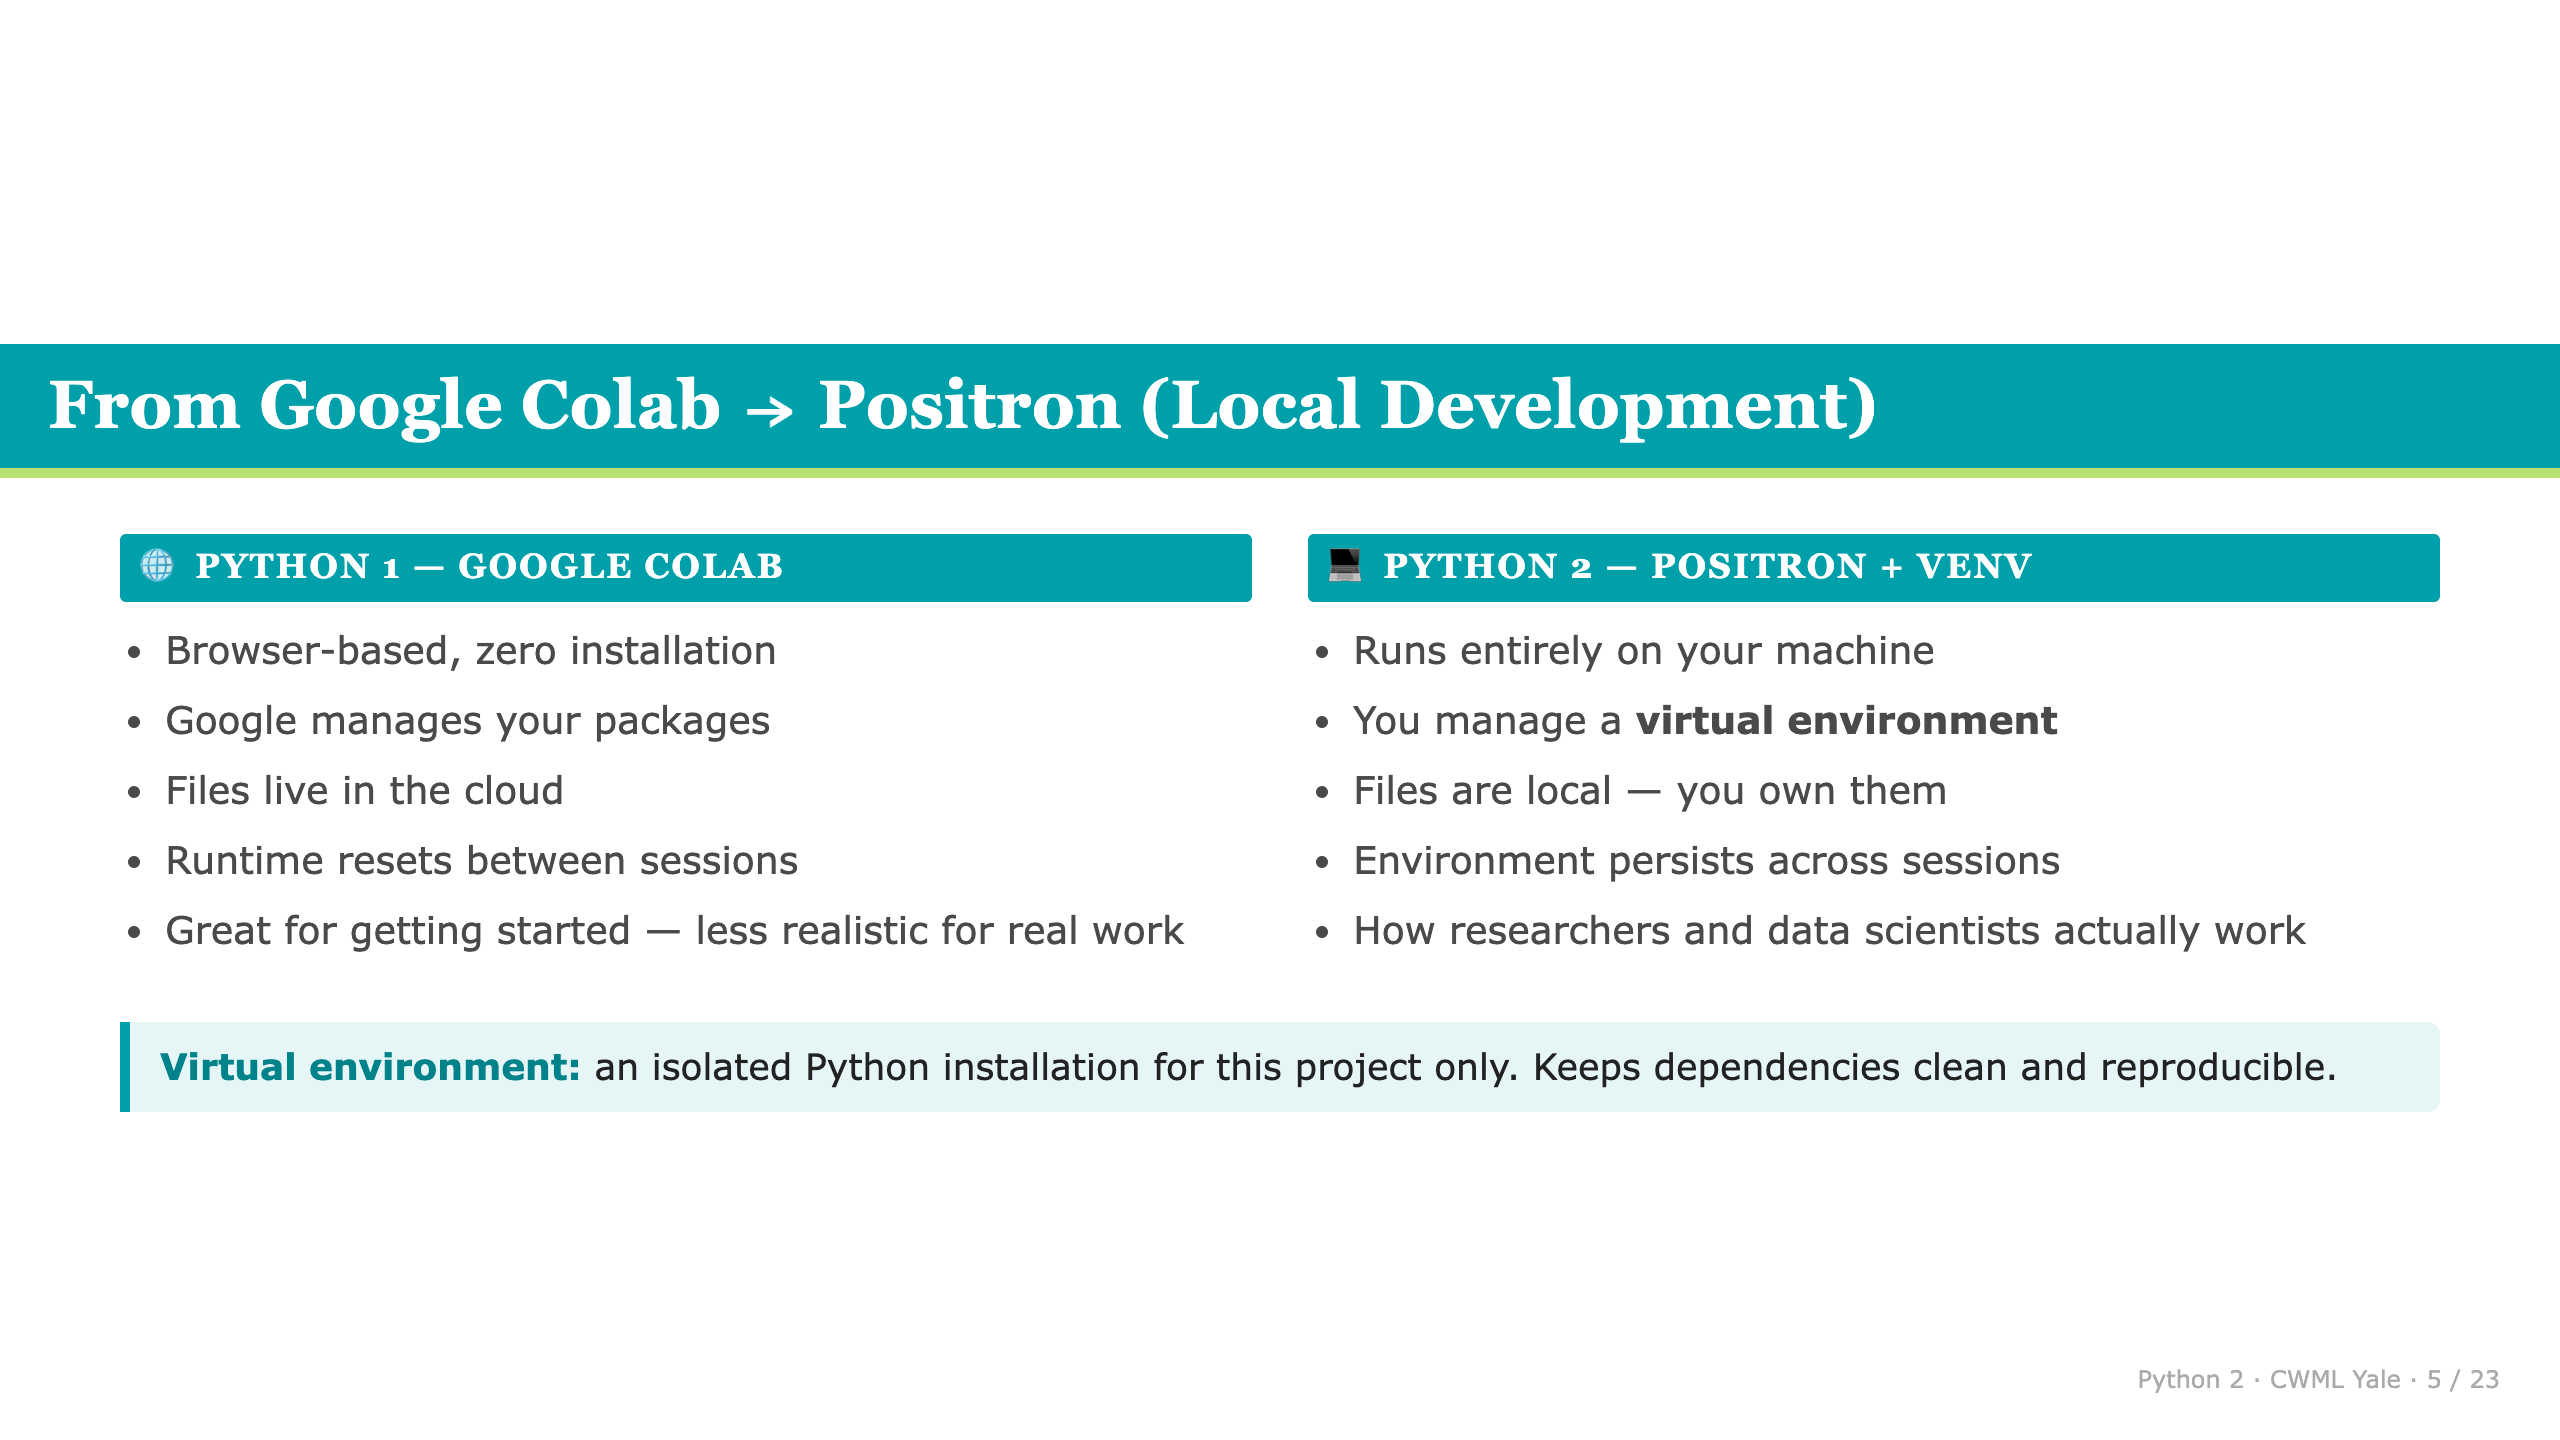 From Google Colab → Positron (Local Development)
🌐 PYTHON 1 — GOOGLE COLAB
• Browser-based, zero installation
• Google manages your packages
• Files live in the cloud
• Runtime resets between sessions
• Great for getting started — less realistic for real work
💻 PYTHON 2 — POSITRON + VENV
• Runs entirely on your machine
• You manage a virtual environment
• Files are local — you own them
• Environment persists across sessions
• How researchers and data scientists actually work
Virtual environment: an isolated Python installation for this project only. Keeps dependencies clean and reproducible.
Python 2 · CWML Yale · 5 / 23